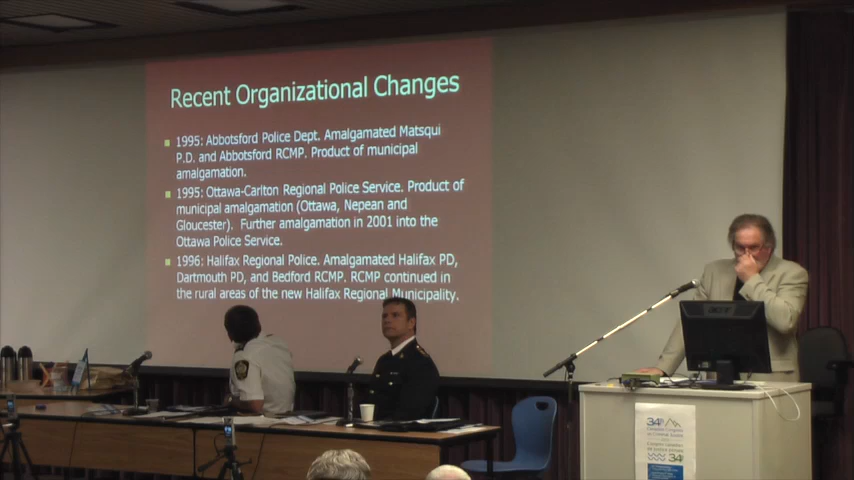 Recent Organizational Changes
1995: Abbotsford Police Dept. Amalgamated Matsqui
P.D. and Abbotsford RCMP. Product of municipal
amalgamation.
1995: Ottawa-Carlton Regional Police Service. Product of
municipal amalgamation (Ottawa, Nepean and
Gloucester). Further amalgamation in 2001 into the
Ottawa Police Service.
1996: Halifax Regional Police. Amalgamated Halifax PD,
Dartmouth PD, and Bedford RCMP. RCMP continued in
the rural areas of the new Halifax Regional Municipality.
acer
34
34